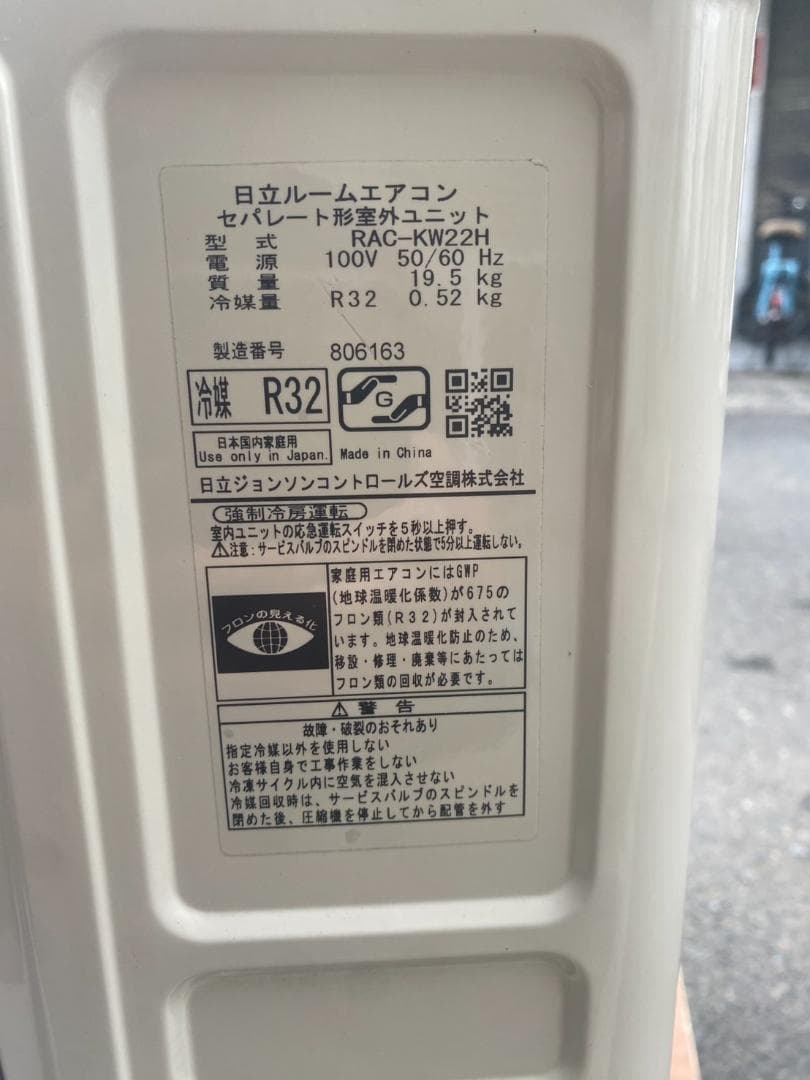 日立ルームエアコン
セパレート形室外ユニット
型 式 RAC-KW22H
電 源 100V 50/60 Hz
質 量 19.5 kg
冷媒量 R32 0.52 kg
製造番号 806163
冷媒 R32
G
日本国内家庭用
Use only in Japan.
Made in China
日立ジョンソンコントロールズ空調株式会社
強制冷房運転
室内ユニットの応急運転スイッチを5秒以上押す。
⚠注意:サービスバルブのスピンドルを閉めた状態で5分以上運転しない。
フロンの見える化
家庭用エアコンにはGWP
(地球温暖化係数)が675の
フロン類(R32)が封入されて
います。地球温暖化防止のため、
移設・修理・廃棄等にあたっては
フロン類の回収が必要です。
⚠ 警 告
故障・破裂のおそれあり
指定冷媒以外を使用しない
お客様自身で工事作業をしない
冷凍サイクル内に空気を混入させない
冷媒回収時は、サービスバルブのスピンドルを
閉めた後、圧縮機を停止してから配管を外す